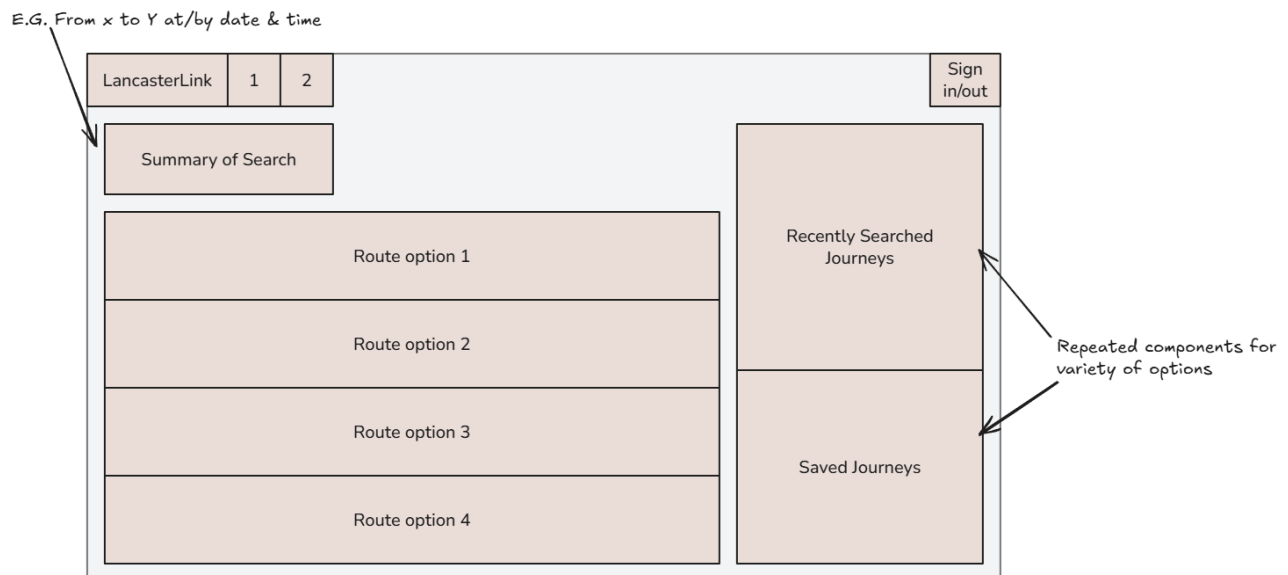 E.G. From x to Y at/by date & time
LancasterLink
1
2
Sign
in/out
Summary of Search
Route option 1
Route option 2
Route option 3
Route option 4
Recently Searched
Journeys
Saved Journeys
Repeated components for
variety of options